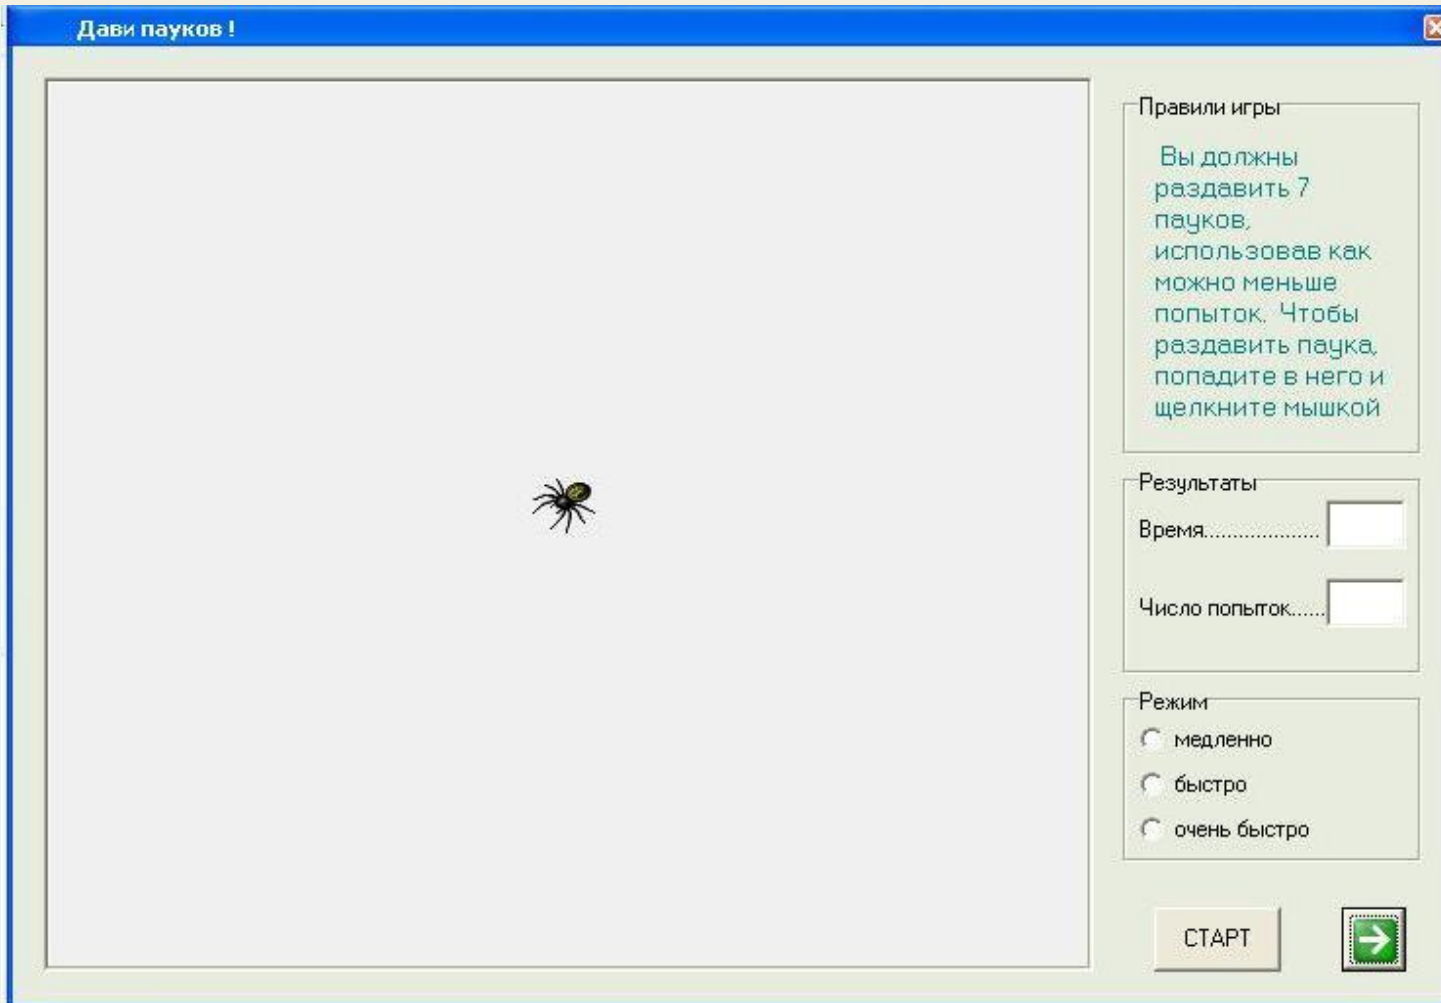 Дави пауков !
Правили игры
Вы должны
раздавить 7
пауков,
использовав как
можно меньше
попыток. Чтобы
раздавить паука,
попадите в него и
щелкните мышкой
Результаты
Время....................
Число попыток......
Режим
медленно
быстро
очень быстро
СТАРТ